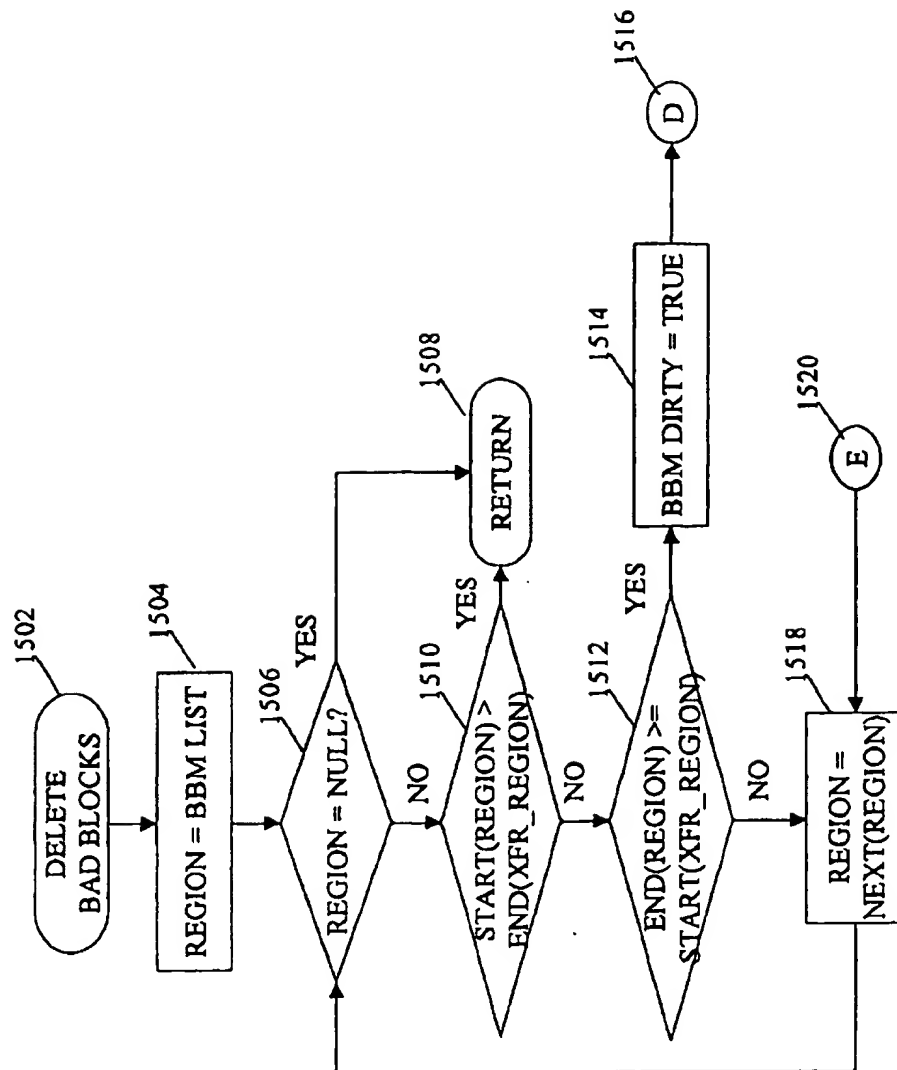 1502
DELETE
BAD BLOCKS
1504
REGION = BBM LIST
1506
REGION = NULL?
YES
NO
1508
RETURN
1510
START(REGION) >
END(XFR_REGION)
YES
NO
1512
END(REGION) >=
START(XFR_REGION)
YES
NO
1514
BBM DIRTY = TRUE
1516
D
1518
REGION =
NEXT(REGION)
1520
E